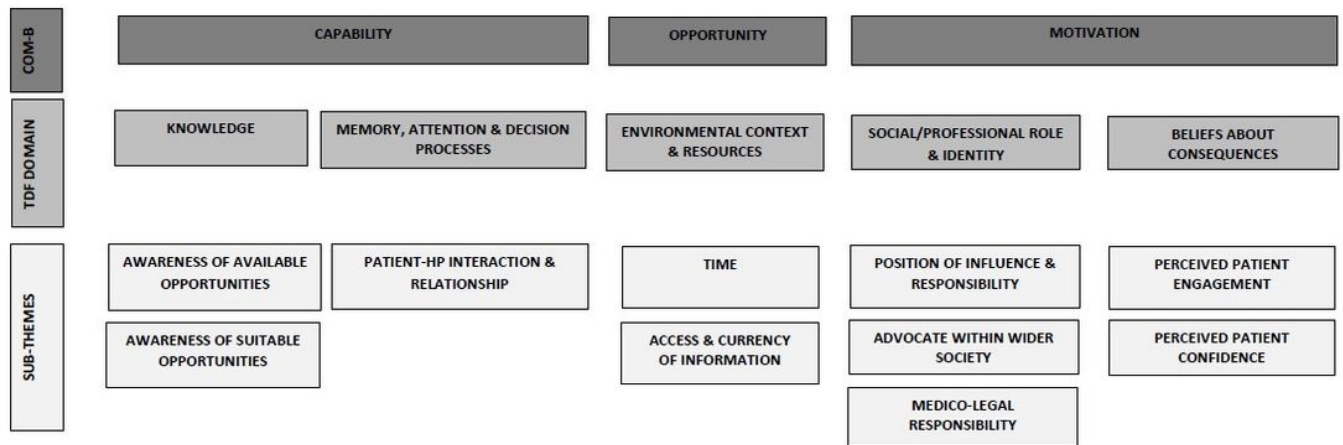 COM-B
CAPABILITY
OPPORTUNITY
MOTIVATION
TDF DOMAIN
KNOWLEDGE
MEMORY, ATTENTION & DECISION
PROCESSES
ENVIRONMENTAL CONTEXT
& RESOURCES
SOCIAL/PROFESSIONAL ROLE
& IDENTITY
BELIEFS ABOUT
CONSEQUENCES
SUB-THEMES
AWARENESS OF AVAILABLE
OPPORTUNITIES
PATIENT-HP INTERACTION &
RELATIONSHIP
TIME
POSITION OF INFLUENCE &
RESPONSIBILITY
PERCEIVED PATIENT
ENGAGEMENT
AWARENESS OF SUITABLE
OPPORTUNITIES
ACCESS & CURRENCY
OF INFORMATION
ADVOCATE WITHIN WIDER
SOCIETY
PERCEIVED PATIENT
CONFIDENCE
MEDICO-LEGAL
RESPONSIBILITY